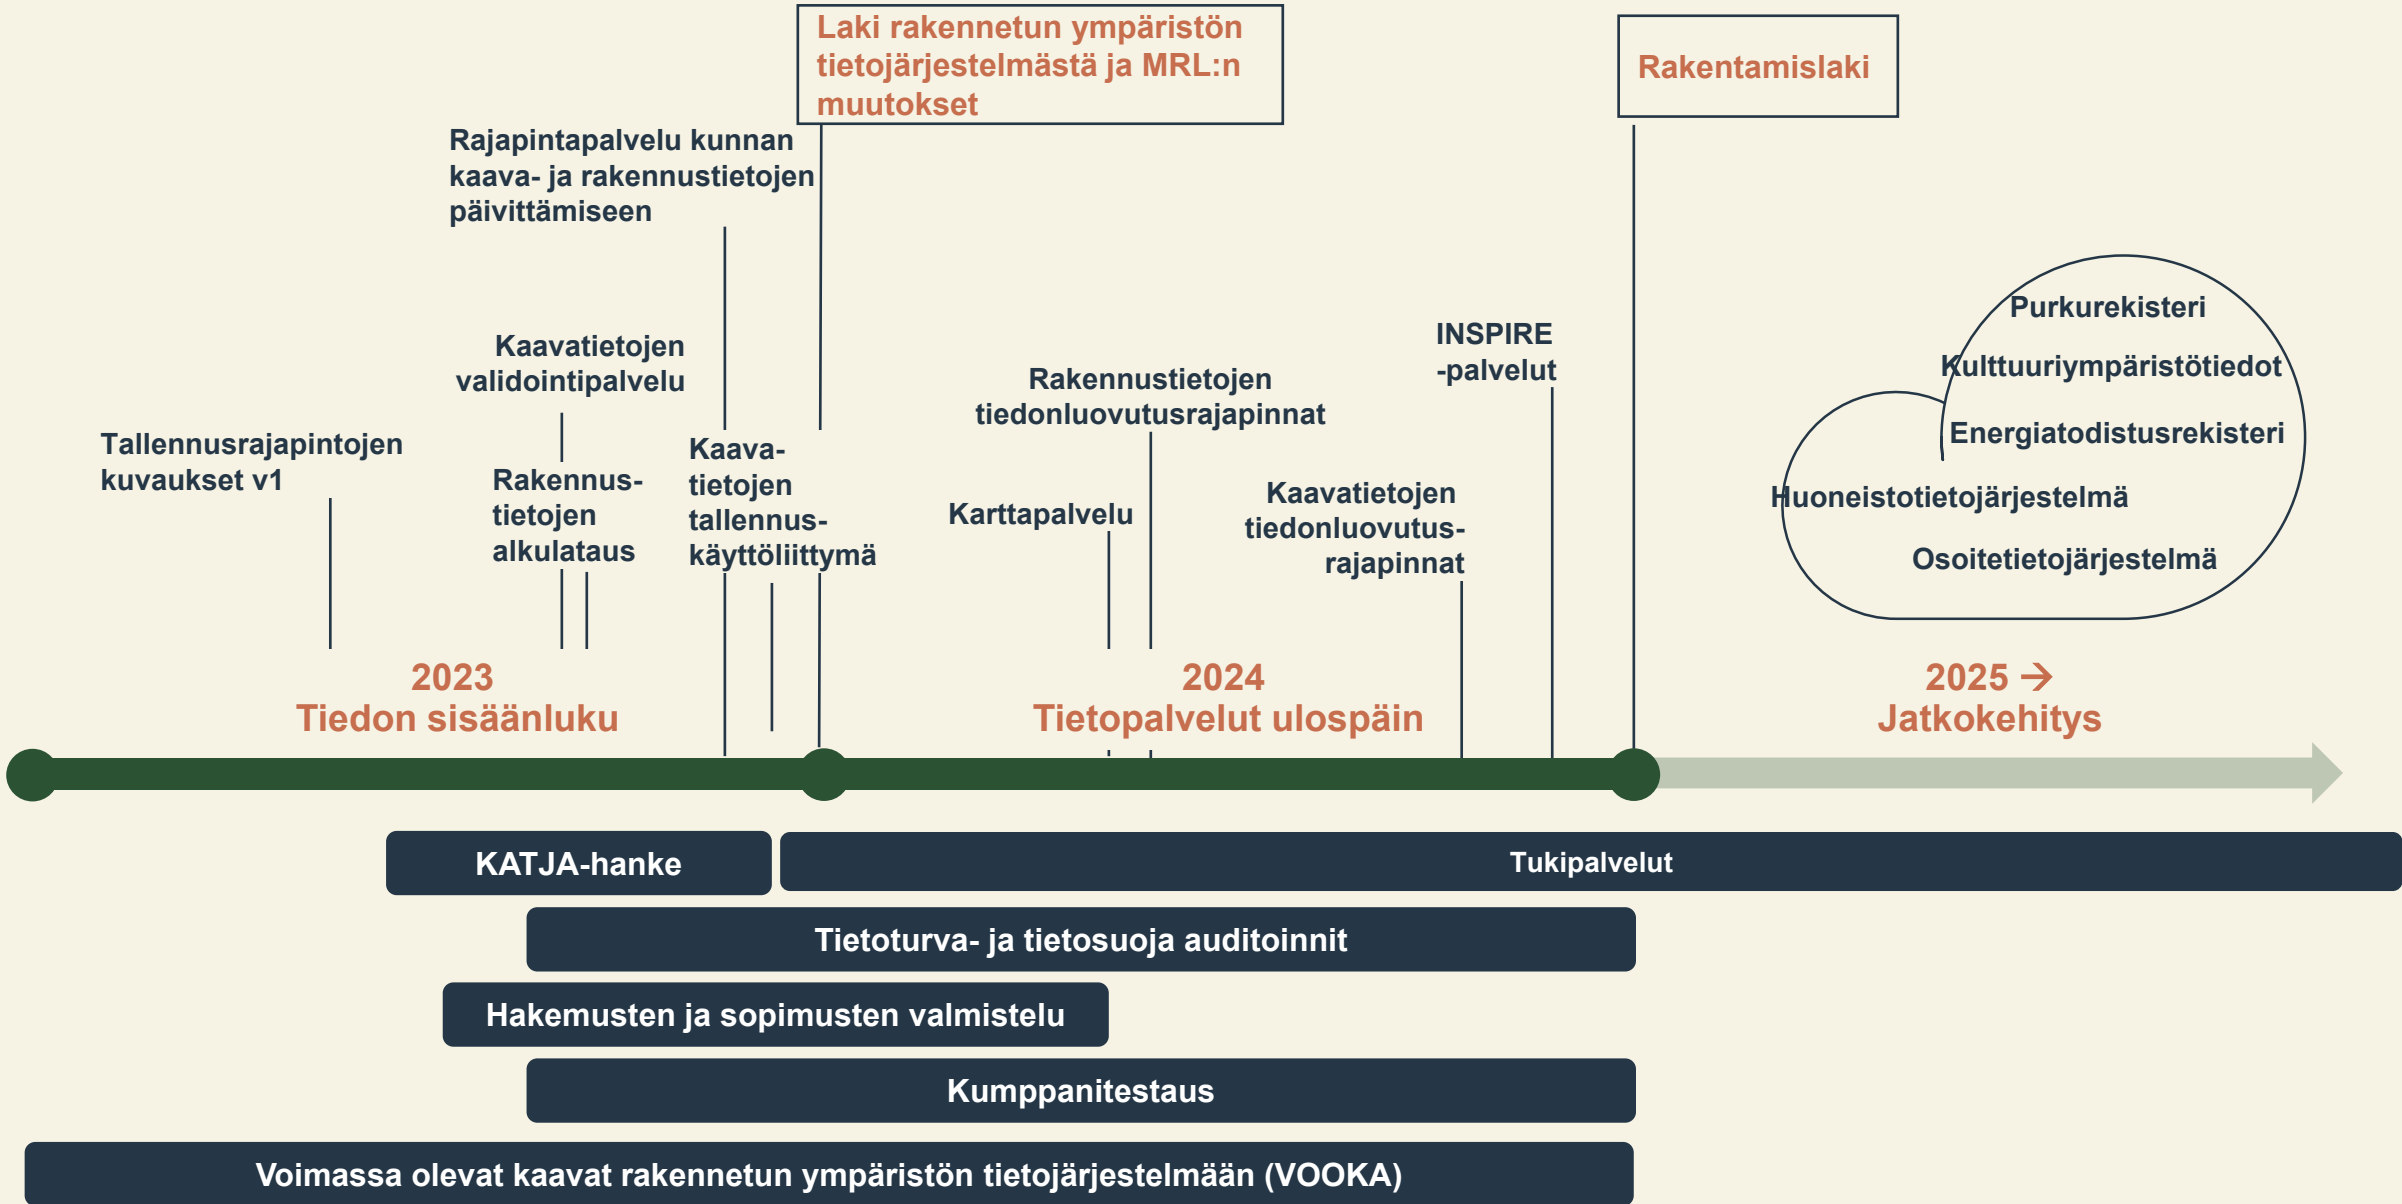 Laki rakennetun ympäristön
tietojärjestelmästä ja MRL:n
muutokset
Rakentamislaki
Rajapintapalvelu kunnan
kaava- ja rakennustietojen
päivittämiseen
Kaavatietojen
validointipalvelu
Tallennusrajapintojen
kuvaukset v1
Rakennus-
tietojen
alkulataus
Kaava-
tietojen
tallennus-
käyttöliittymä
Rakennustietojen
tiedonluovutusrajapinnat
Karttapalvelu
Kaavatietojen
tiedonluovutus-
rajapinnat
INSPIRE
-palvelut
Purkurekisteri
Kulttuuriympäristötiedot
Energiatodistusrekisteri
Huoneistotietojärjestelmä
Osoitetietojärjestelmä
2023
Tiedon sisäänluku
2024
Tietopalvelut ulospäin
2025 →
Jatkokehitys
KATJA-hanke
Tukipalvelut
Tietoturva- ja tietosuoja auditoinnit
Hakemusten ja sopimusten valmistelu
Kumppanitestaus
Voimassa olevat kaavat rakennetun ympäristön tietojärjestelmään (VOOKA)